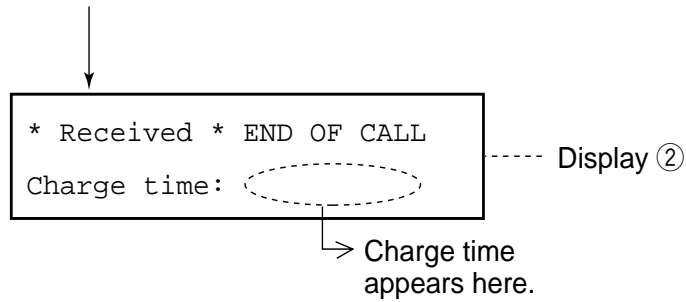 * Received * END OF CALL
Display ②
Charge time:
Charge time
appears here.